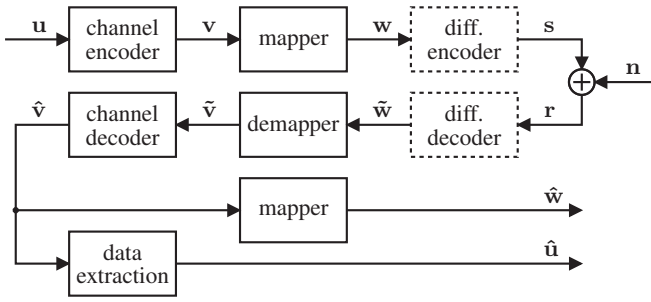 u channel encoder v mapper w diff. encoder s
n
v̂ channel decoder ṽ demapper w̃ diff. decoder r
mapper ŵ
data extraction û